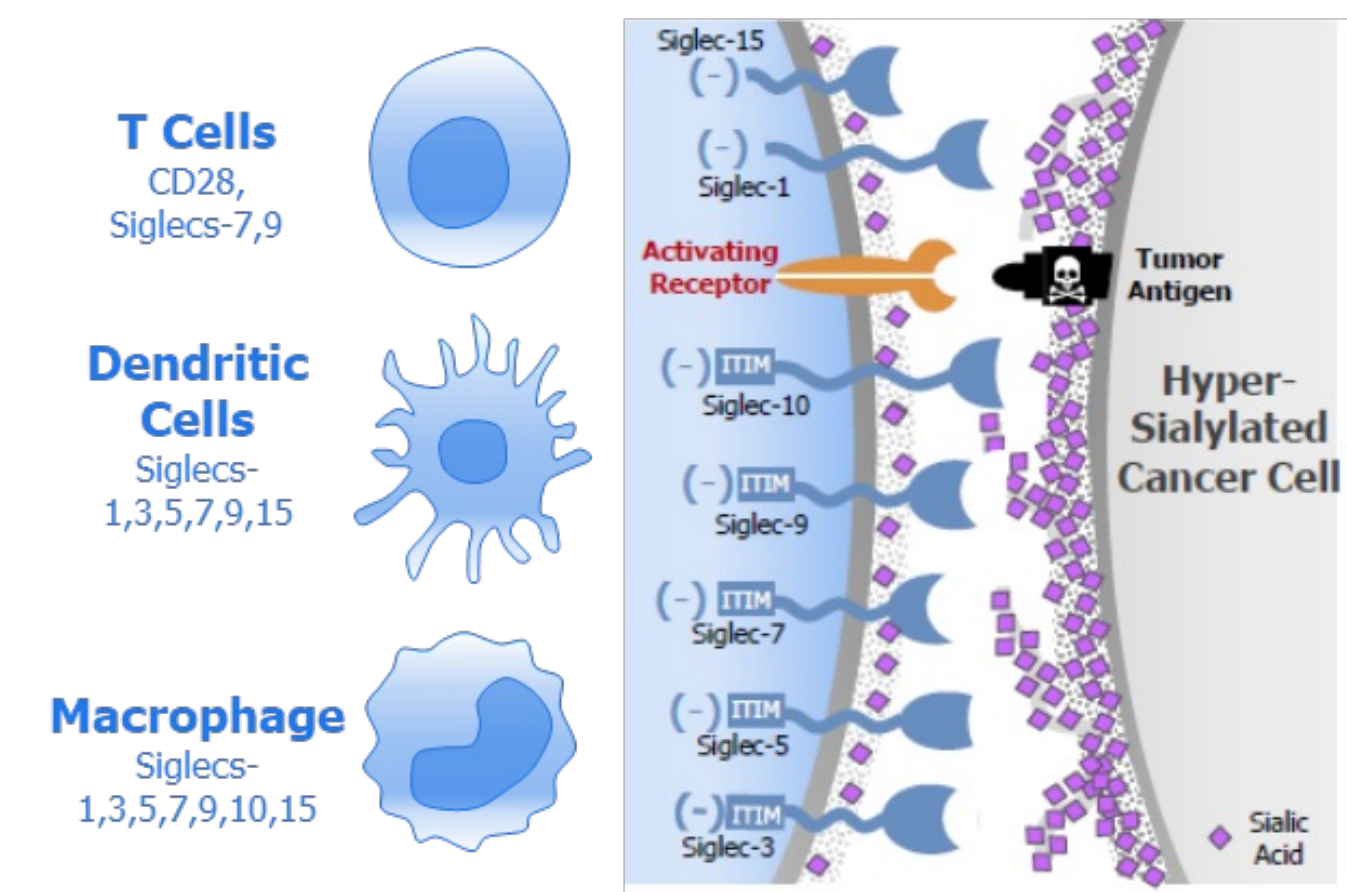 T Cells
CD28,
Siglecs-7,9
Dendritic
Cells
Siglecs-
1,3,5,7,9,15
Macrophage
Siglecs-
1,3,5,7,9,10,15
Siglec-15
(-)
(-)
Siglec-1
Activating
Receptor
Tumor
Antigen
(-) ITIM
Siglec-10
Hyper-
Sialylated
Cancer Cell
(-) ITIM
Siglec-9
(-) ITIM
Siglec-7
(-) ITIM
Siglec-5
(-) ITIM
Siglec-3
Sialic
Acid